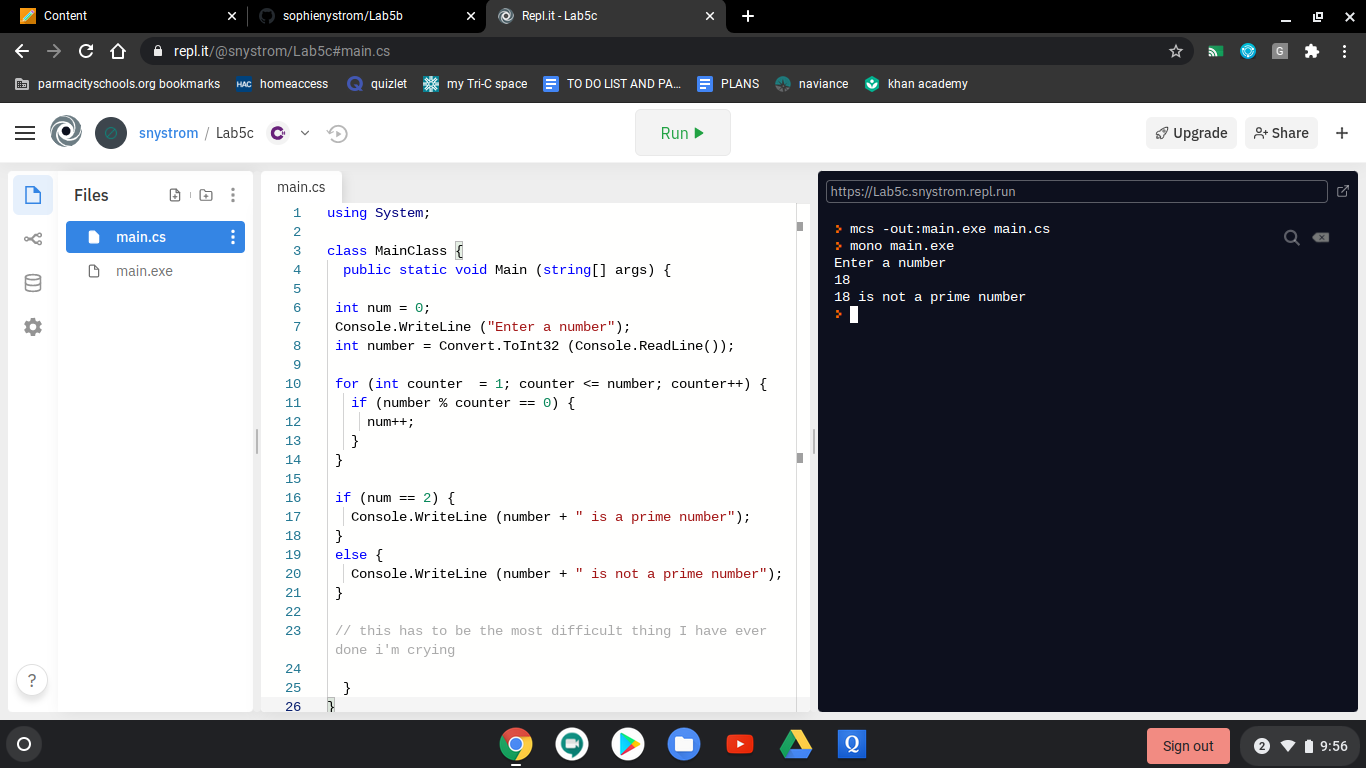 Content
sophienystrom/Lab5b
Repl.it - Lab5c
repl.it/@snystrom/Lab5c#main.cs
G
parmacityschools.org bookmarks
HAC homeaccess
quizlet
my Tri-C space
TO DO LIST AND PA...
PLANS
naviance
khan academy
snystrom / Lab5c
Run
Upgrade
Share
Files
main.cs
main.exe
main.cs
1 using System;
2
3 class MainClass {
4 public static void Main (string[] args) {
5
6 int num = 0;
7 Console.WriteLine ("Enter a number");
8 int number = Convert.ToInt32 (Console.ReadLine());
9
10 for (int counter  = 1; counter <= number; counter++) {
11 if (number % counter == 0) {
12 num++;
13 }
14 }
15
16 if (num == 2) {
17 Console.WriteLine (number + " is a prime number");
18 }
19 else {
20 Console.WriteLine (number + " is not a prime number");
21 }
22
23 // this has to be the most difficult thing I have ever
done i'm crying
24
25 }
26 }
https://Lab5c.snystrom.repl.run
mcs -out:main.exe main.cs
mono main.exe
Enter a number
18
18 is not a prime number
?
Q
Sign out
2
9:56